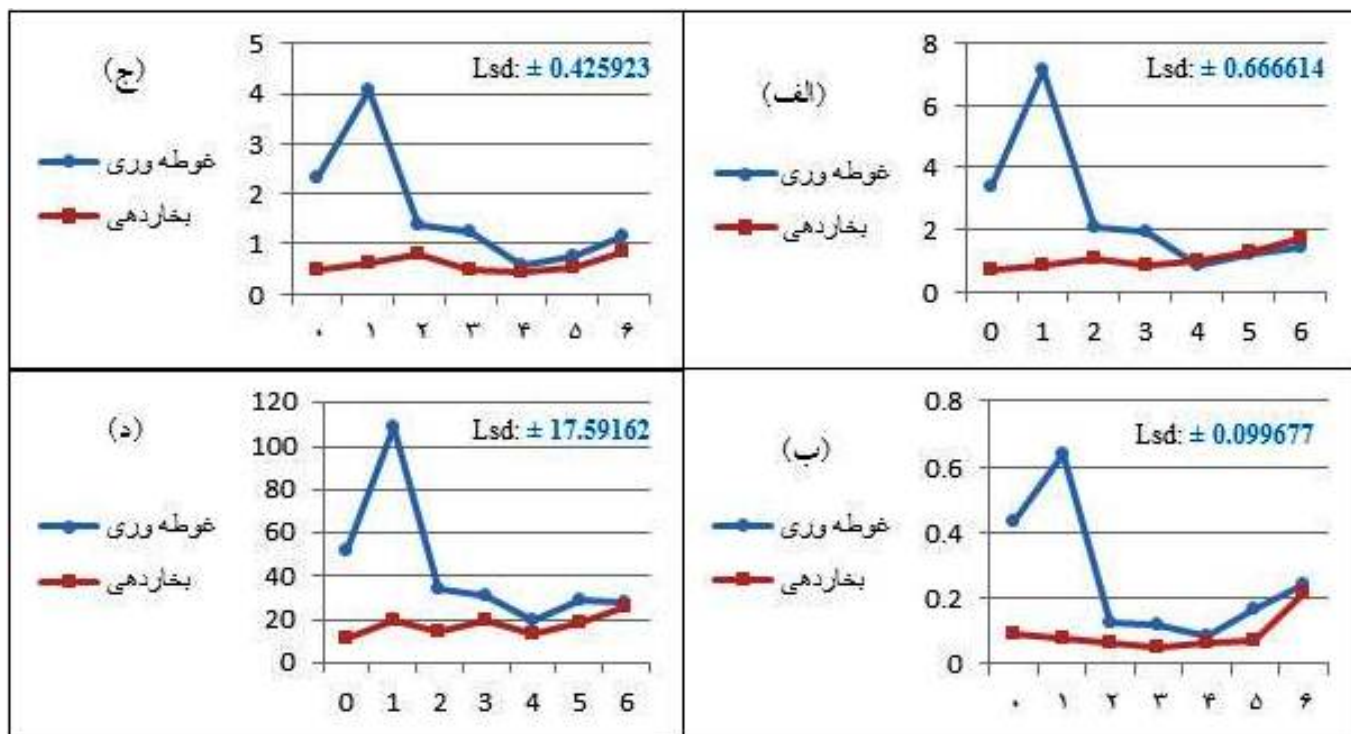 (الف)
Lsd: ± 0.666614
غوطه وری
بخاردهی
8
6
4
2
0
0 1 2 3 4 5 6
(ج)
Lsd: ± 0.425923
غوطه وری
بخاردهی
5
4
3
2
1
0
۰ ۱ ۲ ۳ ۴ ۵ ۶
(ب)
Lsd: ± 0.099677
غوطه وری
بخاردهی
0.8
0.6
0.4
0.2
0
۰ ۱ ۲ ۳ ۴ ۵ ۶
(د)
Lsd: ± 17.59162
غوطه وری
بخاردهی
120
100
80
60
40
20
0
0 1 2 3 4 5 6